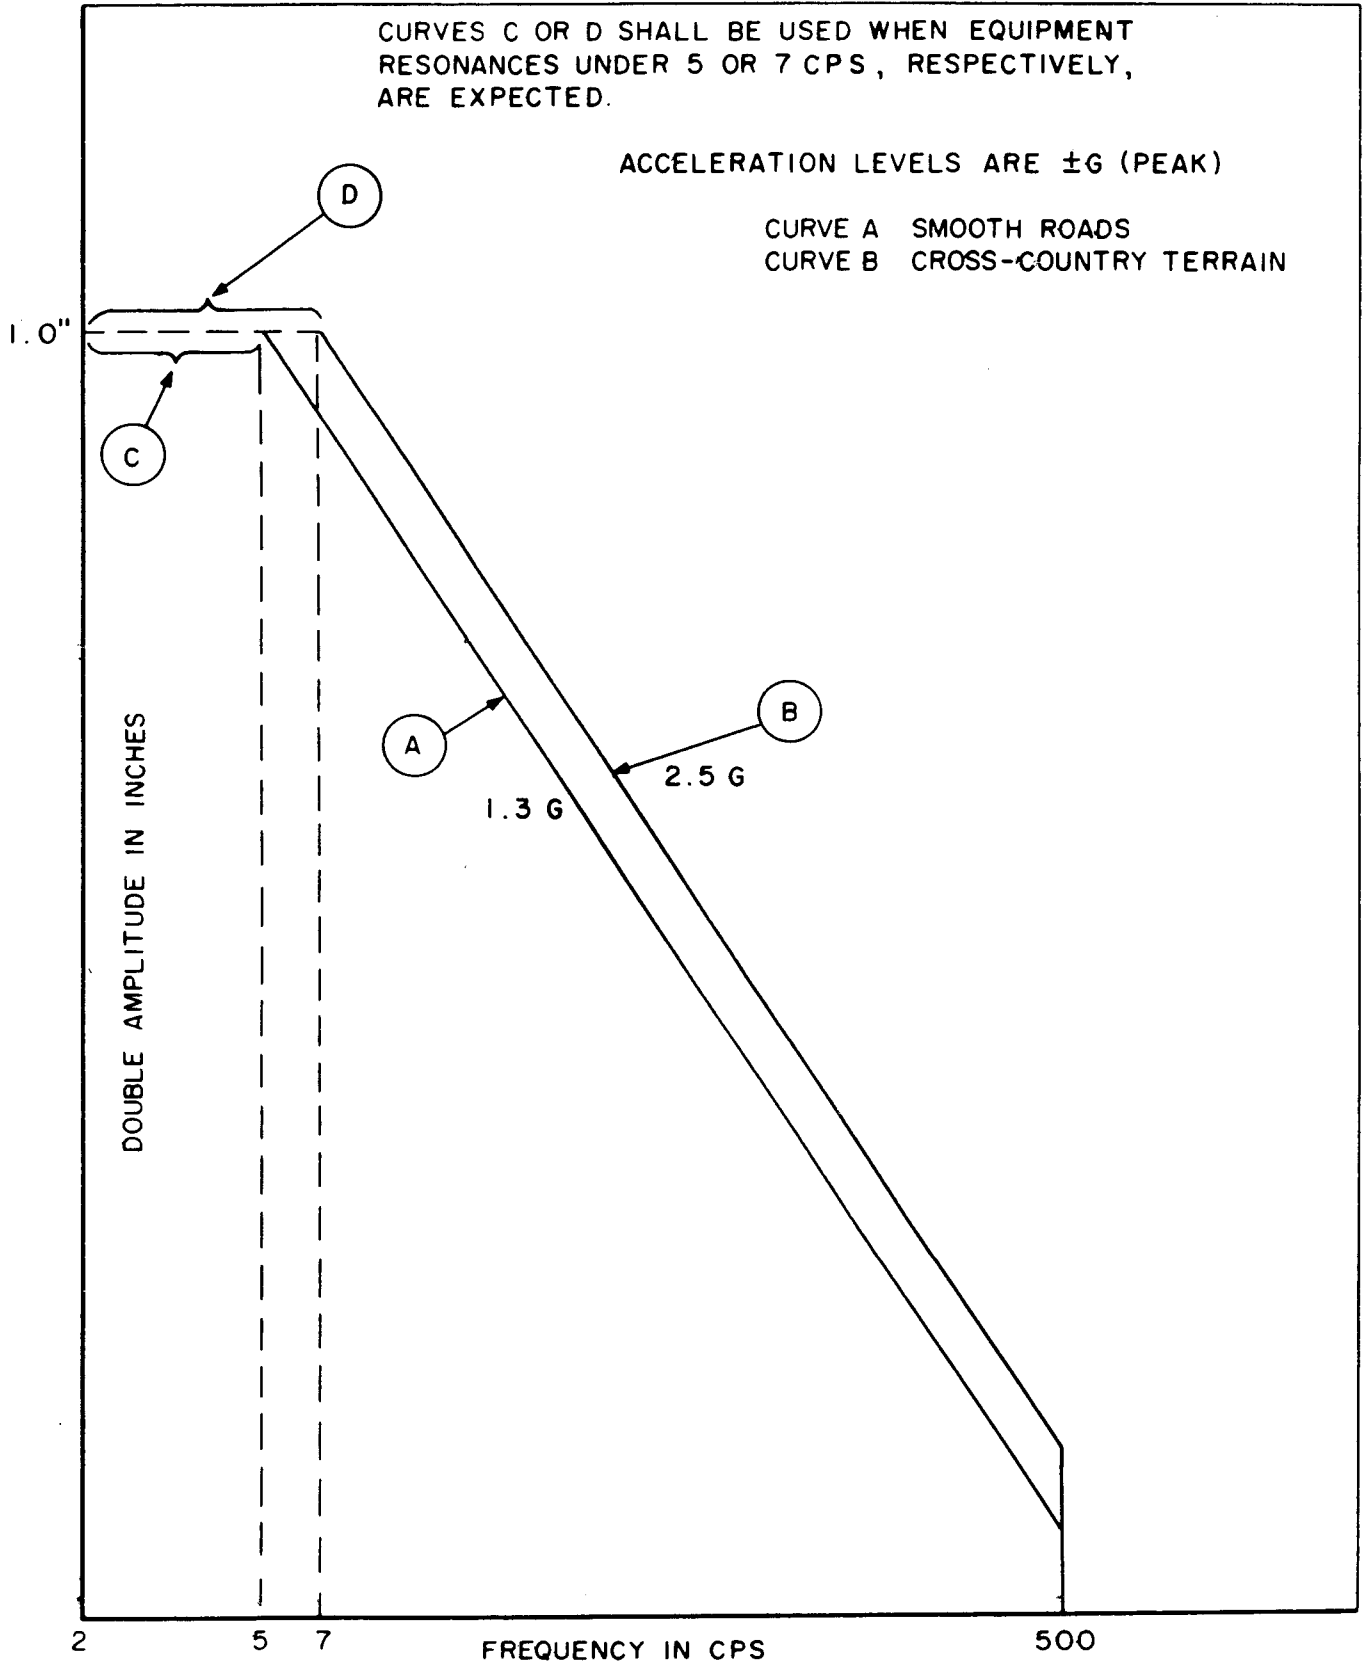 CURVES C OR D SHALL BE USED WHEN EQUIPMENT
RESONANCES UNDER 5 OR 7 CPS, RESPECTIVELY,
ARE EXPECTED.
ACCELERATION LEVELS ARE ±G (PEAK)
CURVE A SMOOTH ROADS
CURVE B CROSS-COUNTRY TERRAIN
D
1.0"
C
A
B
2.5 G
1.3 G
DOUBLE AMPLITUDE IN INCHES
2 5 7 500
FREQUENCY IN CPS